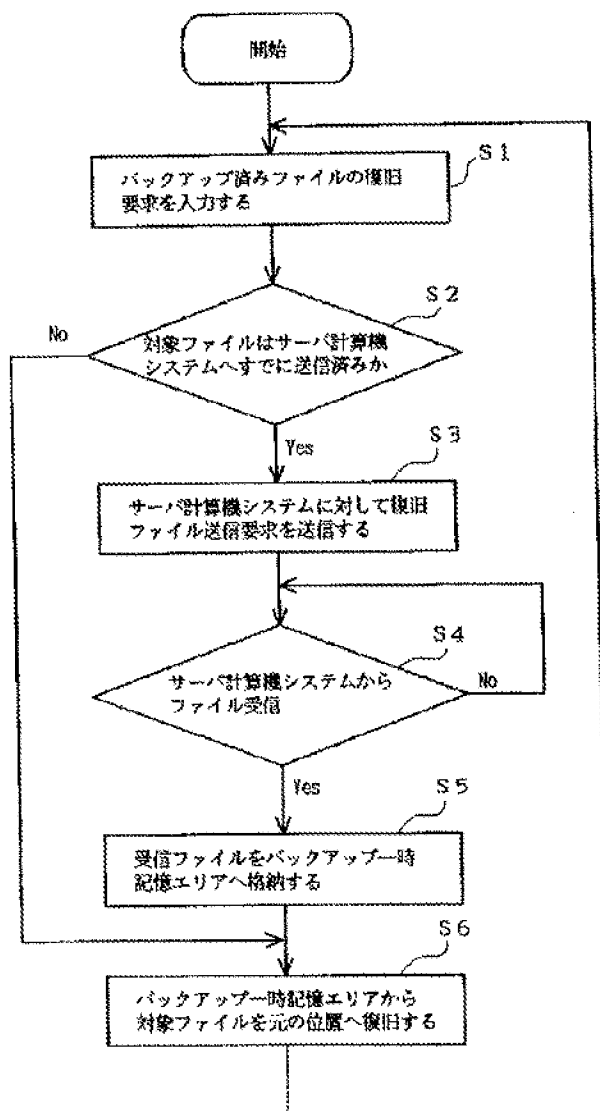 開始
S1
バックアップ済みファイルの復旧
要求を入力する
S2
No
対象ファイルはサーバ計算機
システムへすでに送信済みか
Yes
S3
サーバ計算機システムに対して復旧
ファイル送信要求を送信する
S4
サーバ計算機システムから
ファイル受信
No
Yes
S5
受信ファイルをバックアップ一時
記憶エリアへ格納する
S6
バックアップ一時記憶エリアから
対象ファイルを元の位置へ復旧する